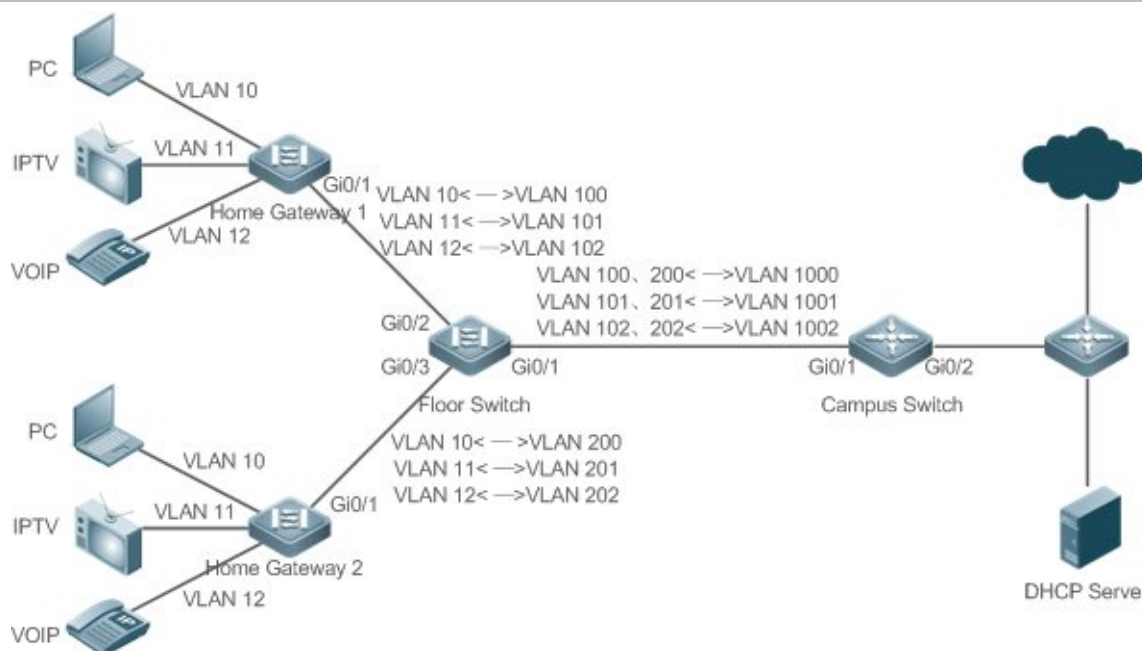 PC
VLAN 10
IPTV
VLAN 11
Gi0/1
Home Gateway 1
VLAN 12
VOIP
IP
VLAN 10< —>VLAN 100
VLAN 11< —>VLAN 101
VLAN 12< —>VLAN 102
VLAN 100、200< —>VLAN 1000
VLAN 101、201< —>VLAN 1001
VLAN 102、202< —>VLAN 1002
Gi0/2
Gi0/3
Gi0/1
Floor Switch
Gi0/1
Gi0/2
Campus Switch
VLAN 10< —>VLAN 200
VLAN 11< —>VLAN 201
VLAN 12< —>VLAN 202
PC
VLAN 10
IPTV
VLAN 11
Gi0/1
Home Gateway 2
VLAN 12
VOIP
IP
DHCP Serve